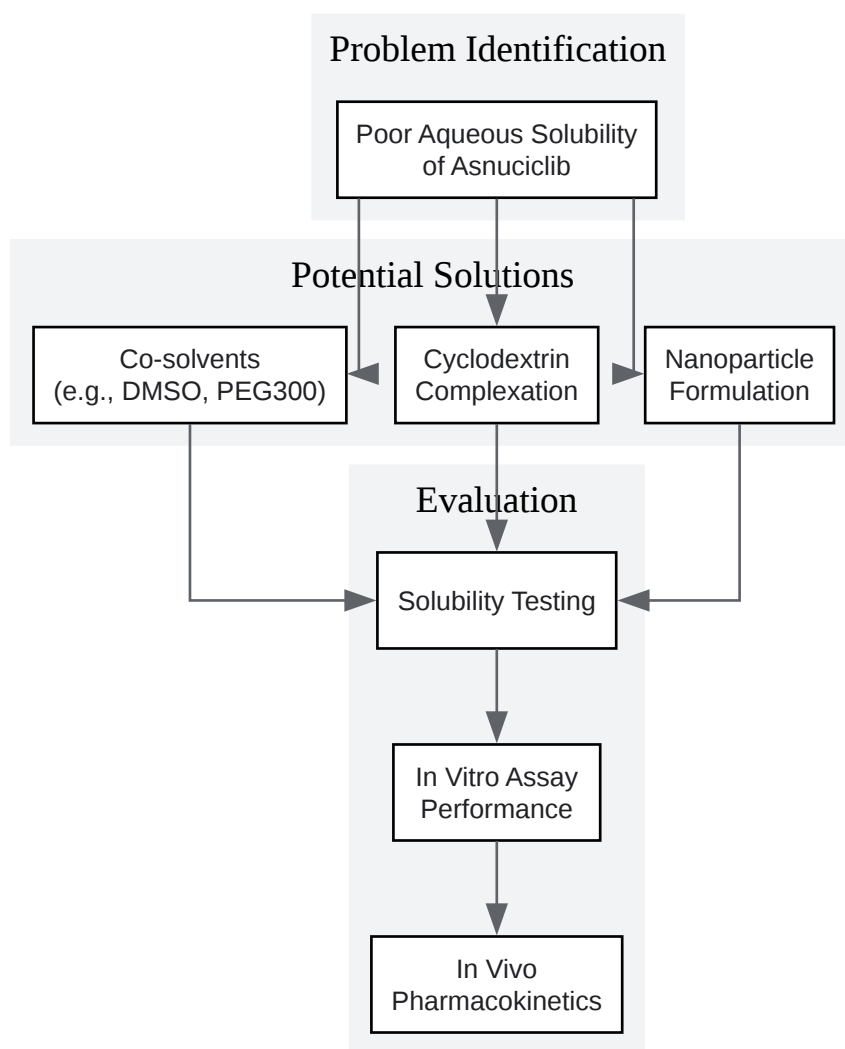 Problem Identification
Poor Aqueous Solubility
of Asnuciclib
Potential Solutions
Co-solvents
(e.g., DMSO, PEG300)
Cyclodextrin
Complexation
Nanoparticle
Formulation
Evaluation
Solubility Testing
In Vitro Assay
Performance
In Vivo
Pharmacokinetics